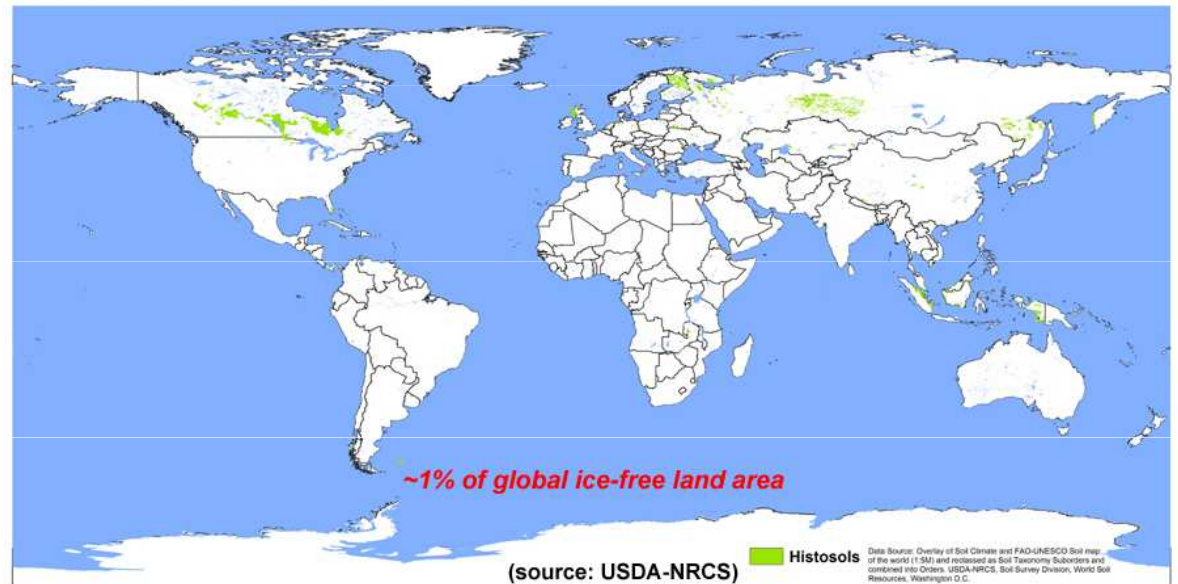 ~1% of global ice-free land area
Histosols
Data Source: Overlay of Soil Climate and FAO-UNESCO Soil map
of the world (1:5M) and reclassed as Soil Taxonomy Suborders and
combined into Orders. USDA-NRCS, Soil Survey Division, World Soil
Resources, Washington D.C.
(source: USDA-NRCS)